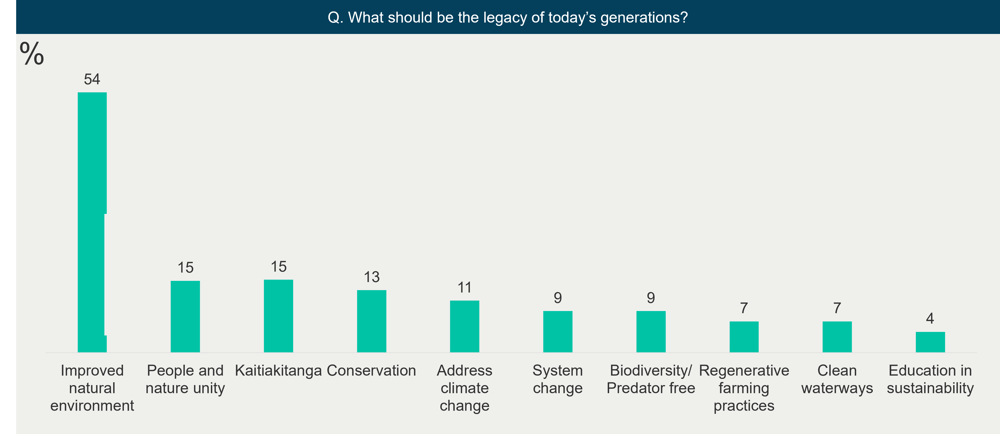 Q. What should be the legacy of today’s generations?
%
54
15
15
13
11
9
9
7
7
4
Improved
natural
environment
People and
nature unity
Kaitiakitanga
Conservation
Address
climate
change
System
change
Biodiversity/
Predator free
Regenerative
farming
practices
Clean
waterways
Education in
sustainability